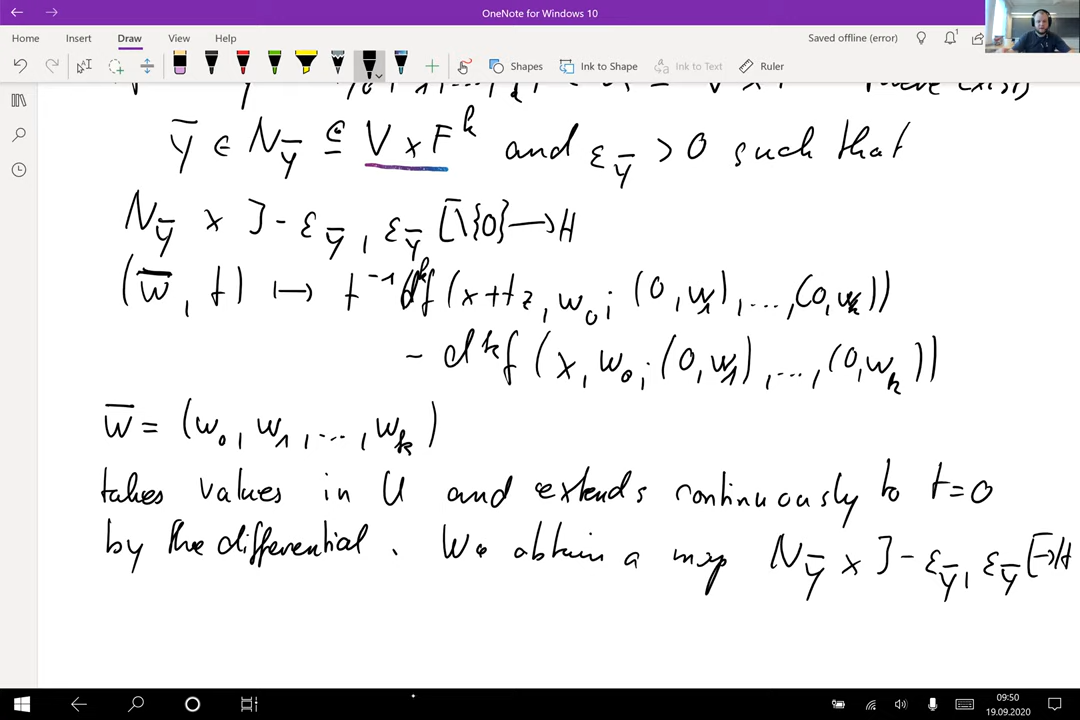 OneNote for Windows 10
Home Insert Draw View Help Saved offline (error)
Shapes Ink to Shape Ink to Text Ruler
there exists
ȳ ∈ N_ȳ ⊆ V × F^k and ε_ȳ > 0 such that
N_ȳ × ]-ε_ȳ, ε_ȳ[\{0} → H
(w̄, t) ↦ t^{-1} d^k f (x+tz, w_0; (0,w_1), ..., (0,w_k))
- d^k f (x, w_0; (0,w_1), ..., (0,w_k))
w̄ = (w_0, w_1, ..., w_k)
takes values in U and extends continuously to t=0
by the differential. We obtain a map N_ȳ × ]-ε_ȳ, ε_ȳ[ → H
09:50
19.09.2020